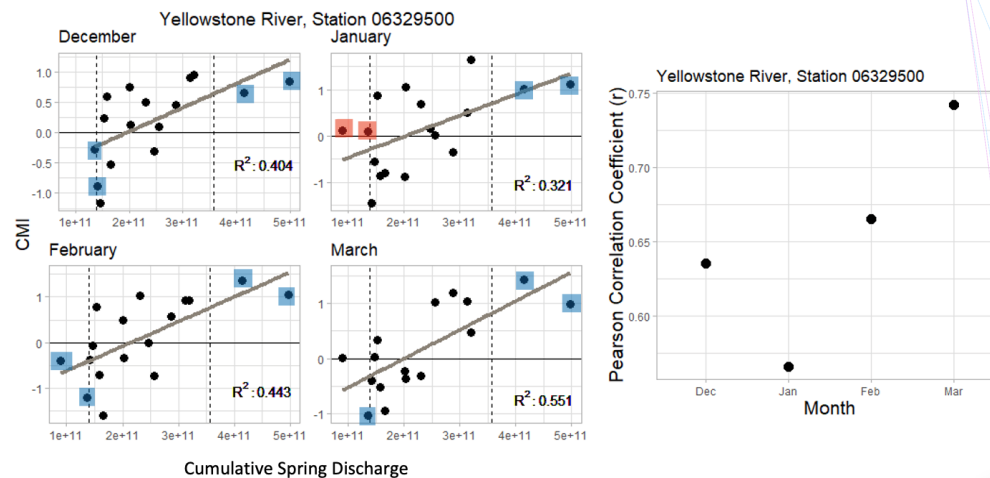 Yellowstone River, Station 06329500
December
January
1.0
0.5
0.0
-0.5
-1.0
R²: 0.404
1e+11 2e+11 3e+11 4e+11 5e+11
1
0
-1
R²: 0.321
1e+11 2e+11 3e+11 4e+11 5e+11
CMI
February
March
1
0
-1
R²: 0.443
1e+11 2e+11 3e+11 4e+11 5e+11
1
0
-1
R²: 0.551
1e+11 2e+11 3e+11 4e+11 5e+11
Cumulative Spring Discharge
Yellowstone River, Station 06329500
Pearson Correlation Coefficient (r)
0.75
0.70
0.65
0.60
Dec Jan Feb Mar
Month